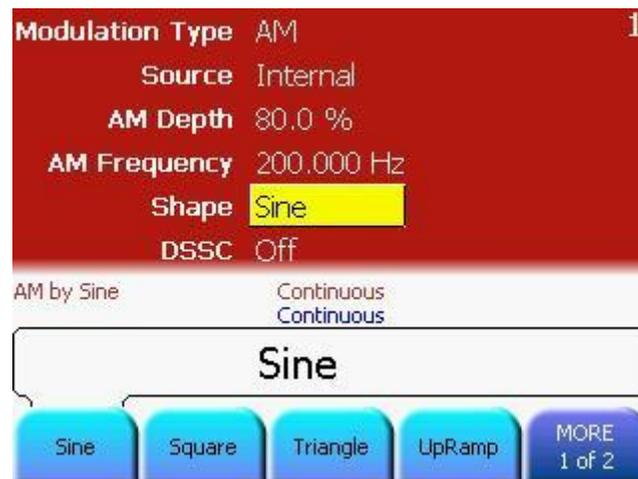 Modulation Type AM 1
Source Internal
AM Depth 80.0 %
AM Frequency 200.000 Hz
Shape Sine
DSSC Off
AM by Sine Continuous
Continuous
Sine
Sine Square Triangle UpRamp MORE
1 of 2